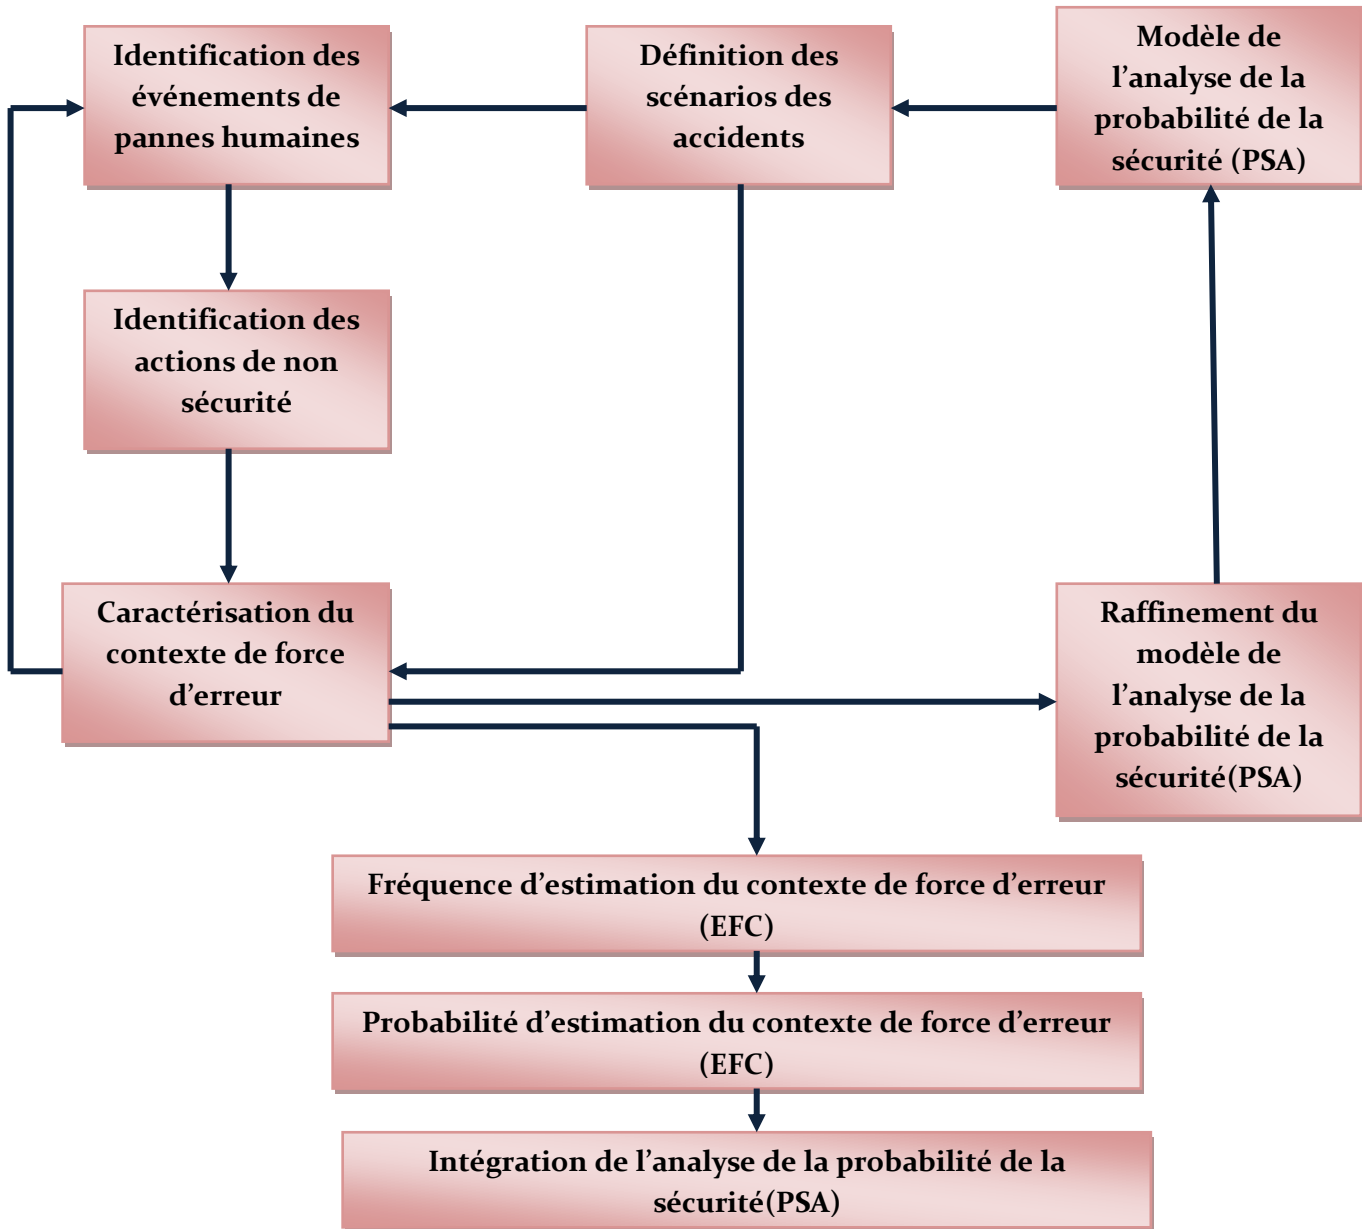 Identification des
événements de
pannes humaines
Définition des
scénarios des
accidents
Modèle de
l’analyse de la
probabilité de la
sécurité (PSA)
Identification des
actions de non
sécurité
Caractérisation du
contexte de force
d’erreur
Raffinement du
modèle de
l’analyse de la
probabilité de la
sécurité(PSA)
Fréquence d’estimation du contexte de force d’erreur
(EFC)
Probabilité d’estimation du contexte de force d’erreur
(EFC)
Intégration de l’analyse de la probabilité de la
sécurité(PSA)